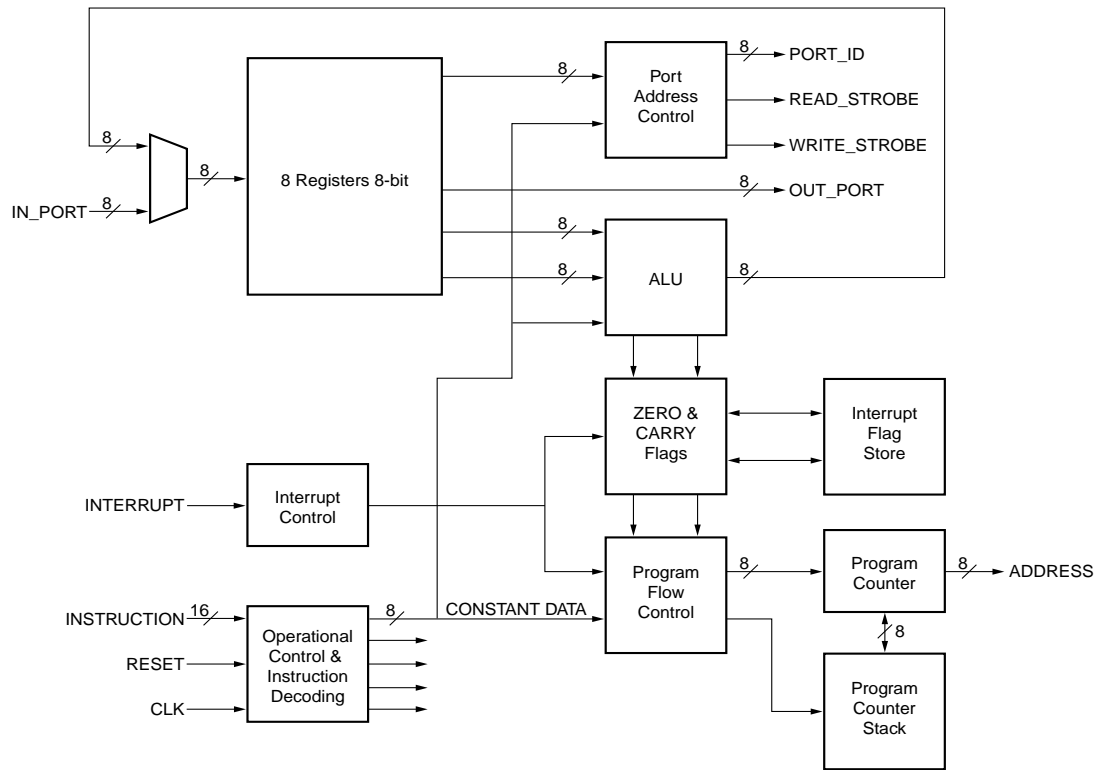 8
PORT_ID
8
Port
Address
Control
READ_STROBE
8
WRITE_STROBE
8
8 Registers 8-bit
8
OUT_PORT
IN_PORT
8
8
8
ALU
8
ZERO &
CARRY
Flags
Interrupt
Flag
Store
INTERRUPT
Interrupt
Control
Program
Flow
Control
8
Program
Counter
8
ADDRESS
INSTRUCTION
16
8
CONSTANT DATA
Operational
Control &
Instruction
Decoding
8
RESET
CLK
Program
Counter
Stack